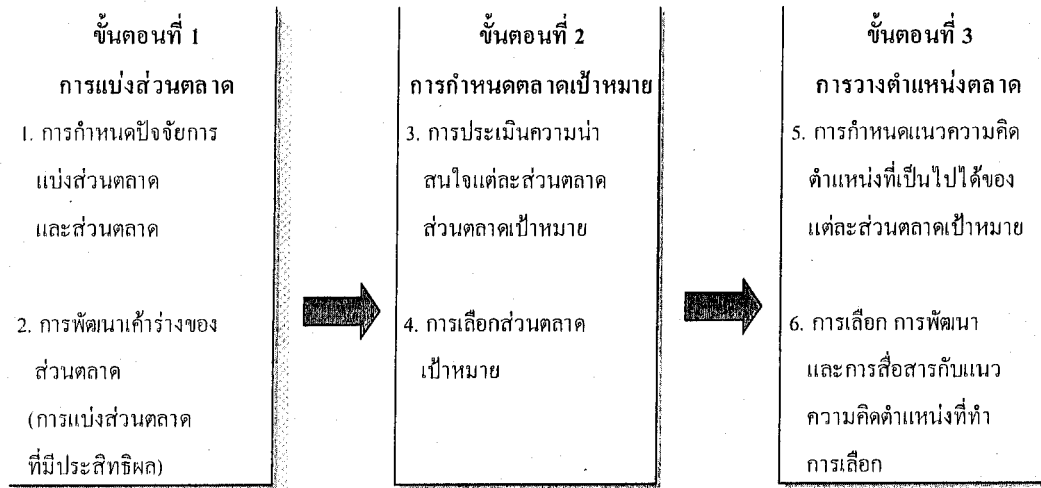 ขั้นตอนที่ 1
การแบ่งส่วนตลาด
1. การกำหนดปัจจัยการ
แบ่งส่วนตลาด
และส่วนตลาด
2. การพัฒนาเค้าร่างของ
ส่วนตลาด
(การแบ่งส่วนตลาด
ที่มีประสิทธิผล)
ขั้นตอนที่ 2
การกำหนดตลาดเป้าหมาย
3. การประเมินความน่า
สนใจแต่ละส่วนตลาด
ส่วนตลาดเป้าหมาย
4. การเลือกส่วนตลาด
เป้าหมาย
ขั้นตอนที่ 3
การวางตำแหน่งตลาด
5. การกำหนดแนวความคิด
ตำแหน่งที่เป็นไปได้ของ
แต่ละส่วนตลาดเป้าหมาย
6. การเลือก การพัฒนา
และการสื่อสารกับแนว
ความคิดตำแหน่งที่ทำ
การเลือก